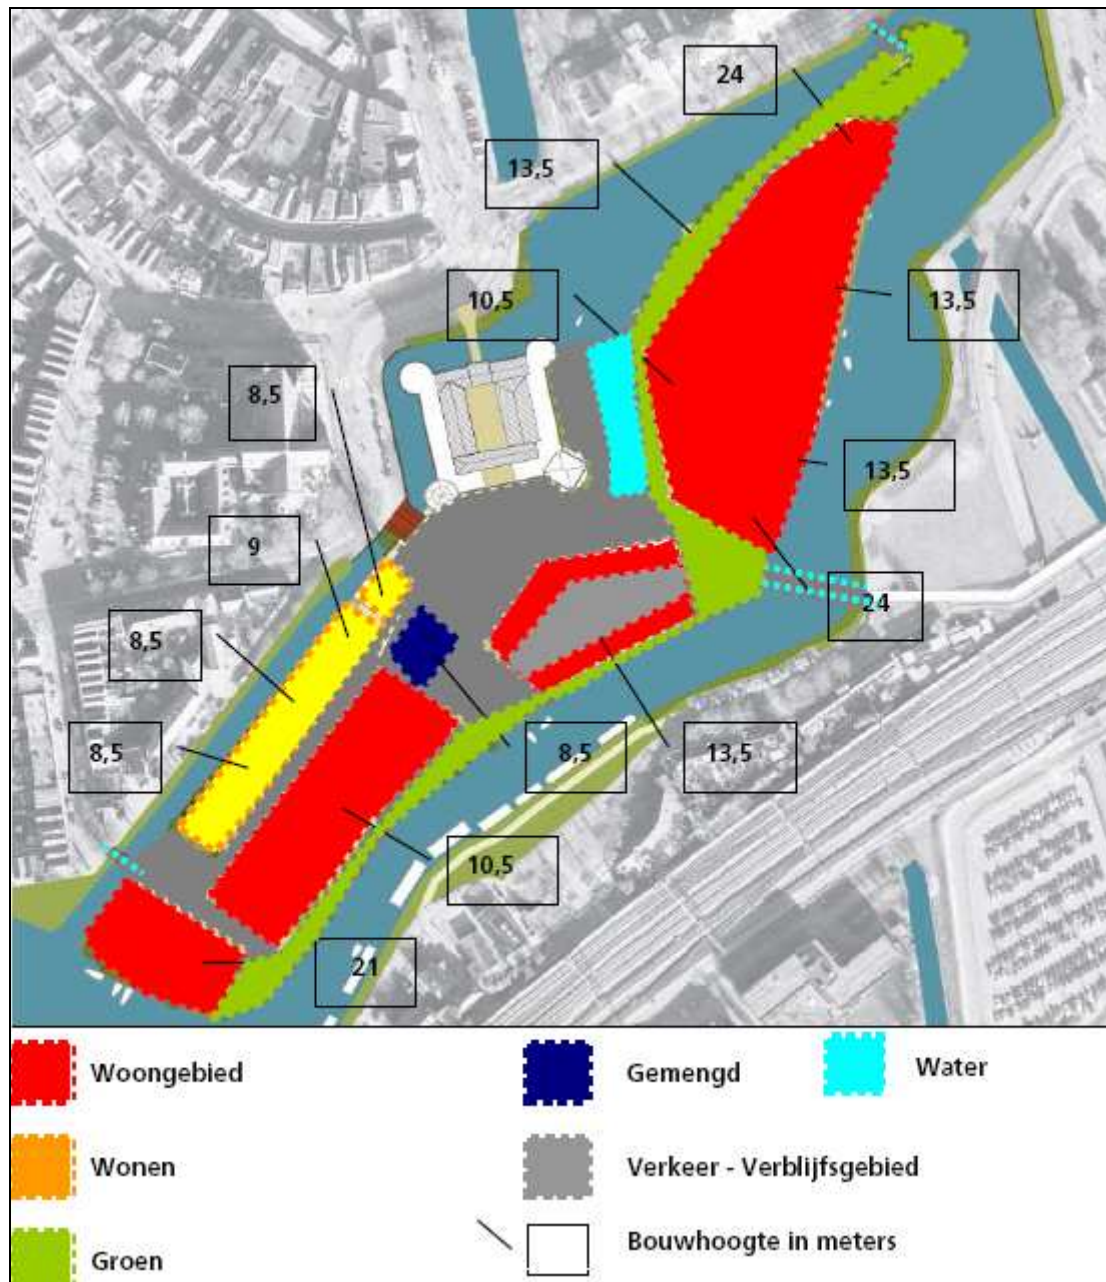 24
13,5
10,5
13,5
8,5
13,5
9
24
8,5
8,5
8,5
13,5
10,5
21
Woongebied
Gemengd
Water
Wonen
Verkeer - Verblijfsgebied
Groen
Bouwhoogte in meters